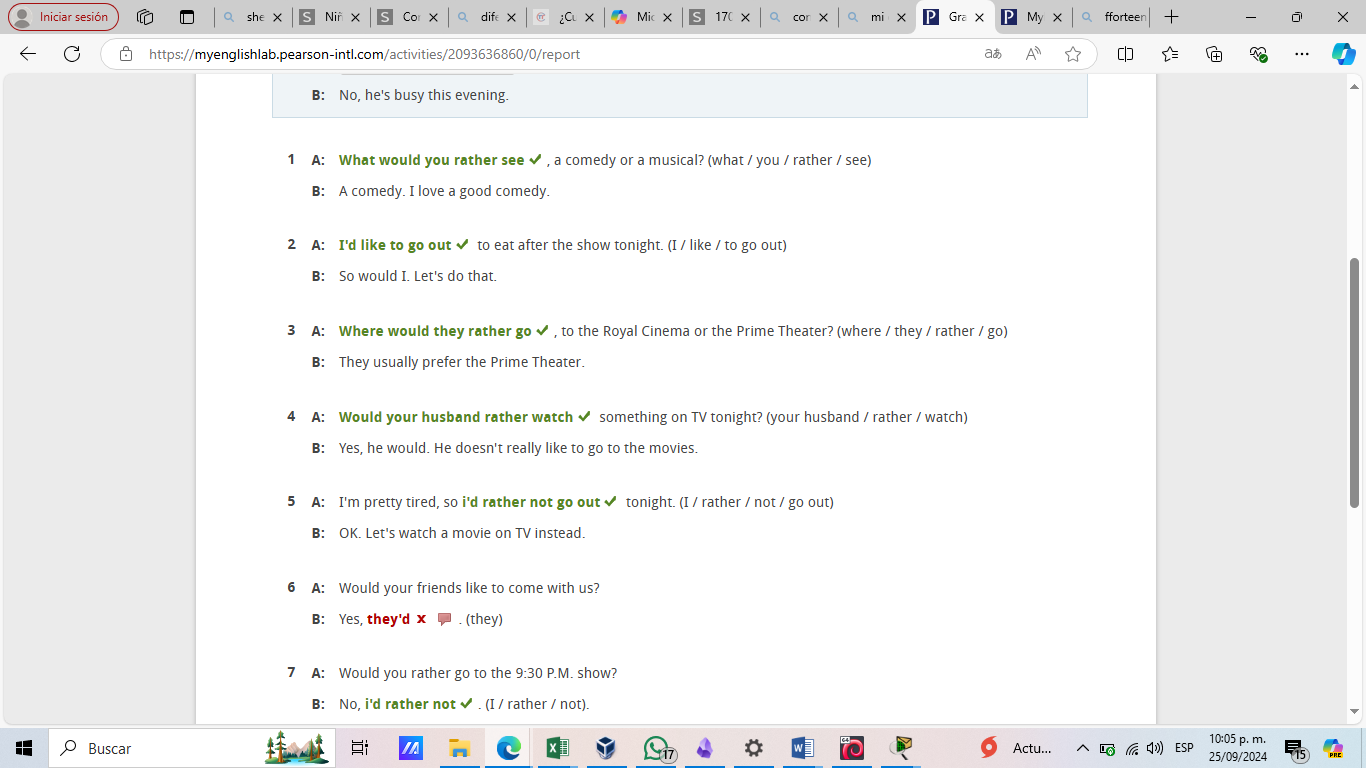 Iniciar sesión
she
Niñ
Cor
dife
¿Cu
Mic
170
cor
mi
Gra
My
fforteen
https://myenglishlab.pearson-intl.com/activities/2093636860/0/report
B: No, he's busy this evening.
1 A: What would you rather see ✔ , a comedy or a musical? (what / you / rather / see)
B: A comedy. I love a good comedy.
2 A: I'd like to go out ✔ to eat after the show tonight. (I / like / to go out)
B: So would I. Let's do that.
3 A: Where would they rather go ✔ , to the Royal Cinema or the Prime Theater? (where / they / rather / go)
B: They usually prefer the Prime Theater.
4 A: Would your husband rather watch ✔ something on TV tonight? (your husband / rather / watch)
B: Yes, he would. He doesn't really like to go to the movies.
5 A: I'm pretty tired, so i'd rather not go out ✔ tonight. (I / rather / not / go out)
B: OK. Let's watch a movie on TV instead.
6 A: Would your friends like to come with us?
B: Yes, they'd x . (they)
7 A: Would you rather go to the 9:30 P.M. show?
B: No, i'd rather not ✔ . (I / rather / not).
Buscar
17
Actu...
ESP
10:05 p. m.
25/09/2024
15
PRE